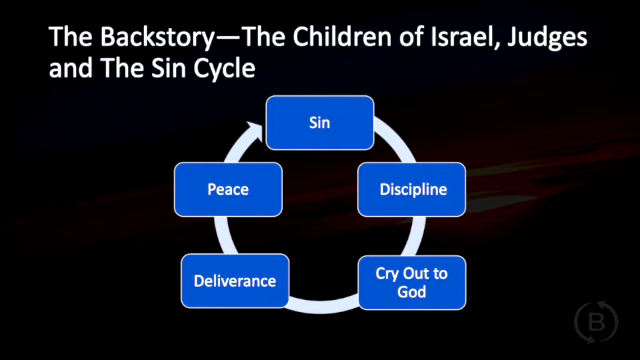 The Backstory—The Children of Israel, Judges
and The Sin Cycle
Sin
Discipline
Cry Out to
God
Deliverance
Peace
B